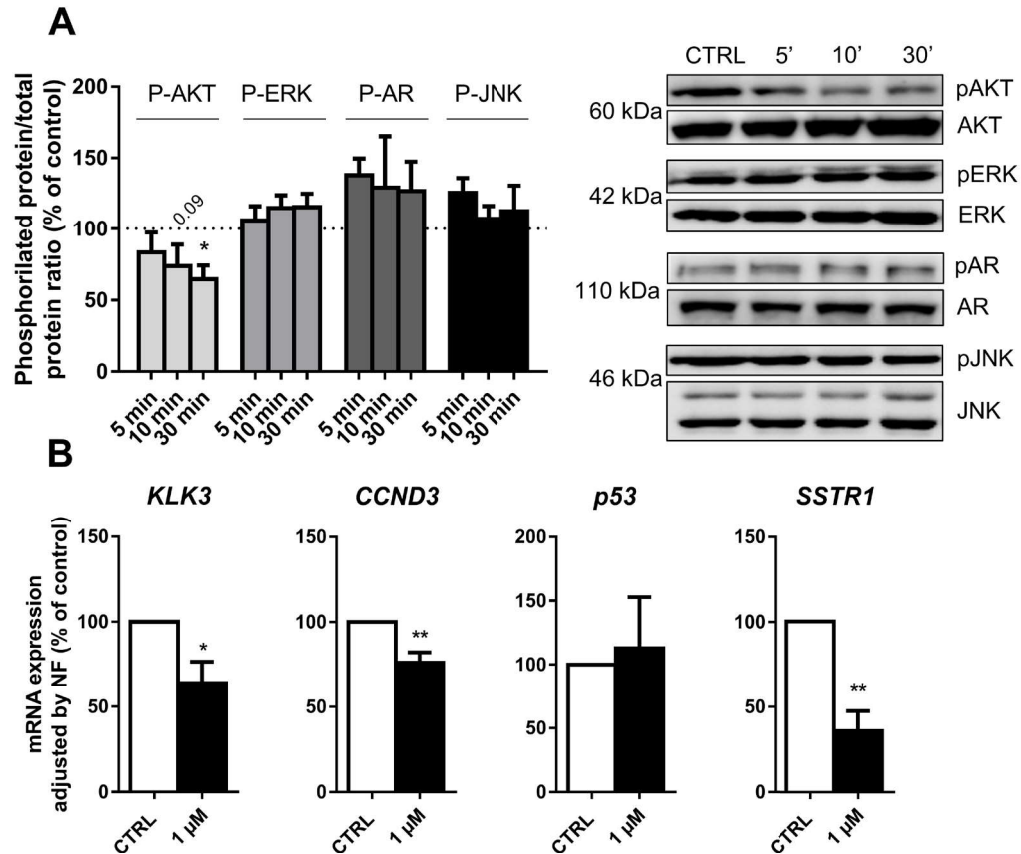 A
Phosphorilated protein/total
protein ratio (% of control)
200
150
100
50
0
P-AKT
P-ERK
P-AR
P-JNK
0.09
*
5 min
10 min
30 min
5 min
10 min
30 min
5 min
10 min
30 min
5 min
10 min
30 min
CTRL 5’ 10’ 30’
pAKT
60 kDa
AKT
pERK
42 kDa
ERK
pAR
110 kDa
AR
pJNK
46 kDa
JNK
B
mRNA expression
adjusted by NF (% of control)
KLK3
150
100
50
0
*
CTRL
1 µM
CCND3
150
100
50
0
**
CTRL
1 µM
p53
200
150
100
50
0
CTRL
1 µM
SSTR1
150
100
50
0
**
CTRL
1 µM